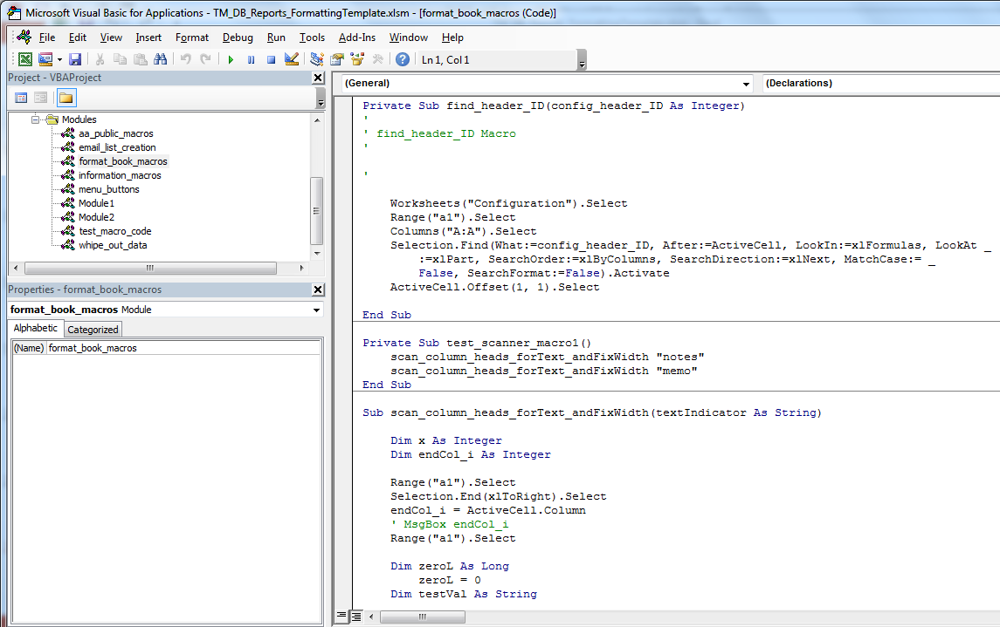 Microsoft Visual Basic for Applications - TM_DB_Reports_FormattingTemplate.xlsm - [format_book_macros (Code)]
File Edit View Insert Format Debug Run Tools Add-Ins Window Help
Ln 1, Col 1
Project - VBAProject
Modules
aa_public_macros
email_list_creation
format_book_macros
information_macros
menu_buttons
Module1
Module2
test_macro_code
whipe_out_data
Properties - format_book_macros
format_book_macros Module
Alphabetic Categorized
(Name) format_book_macros
(General) (Declarations)
Private Sub find_header_ID(config_header_ID As Integer)
'
' find_header_ID Macro
'
'
Worksheets("Configuration").Select
Range("a1").Select
Columns("A:A").Select
Selection.Find(What:=config_header_ID, After:=ActiveCell, LookIn:=xlFormulas, LookAt _
:=xlPart, SearchOrder:=xlByColumns, SearchDirection:=xlNext, MatchCase:= _
False, SearchFormat:=False).Activate
ActiveCell.Offset(1, 1).Select
End Sub
Private Sub test_scanner_macro1()
scan_column_heads_forText_andFixWidth "notes"
scan_column_heads_forText_andFixWidth "memo"
End Sub
Sub scan_column_heads_forText_andFixWidth(textIndicator As String)
Dim x As Integer
Dim endCol_i As Integer
Range("a1").Select
Selection.End(xlToRight).Select
endCol_i = ActiveCell.Column
' MsgBox endCol_i
Range("a1").Select
Dim zeroL As Long
zeroL = 0
Dim testVal As String